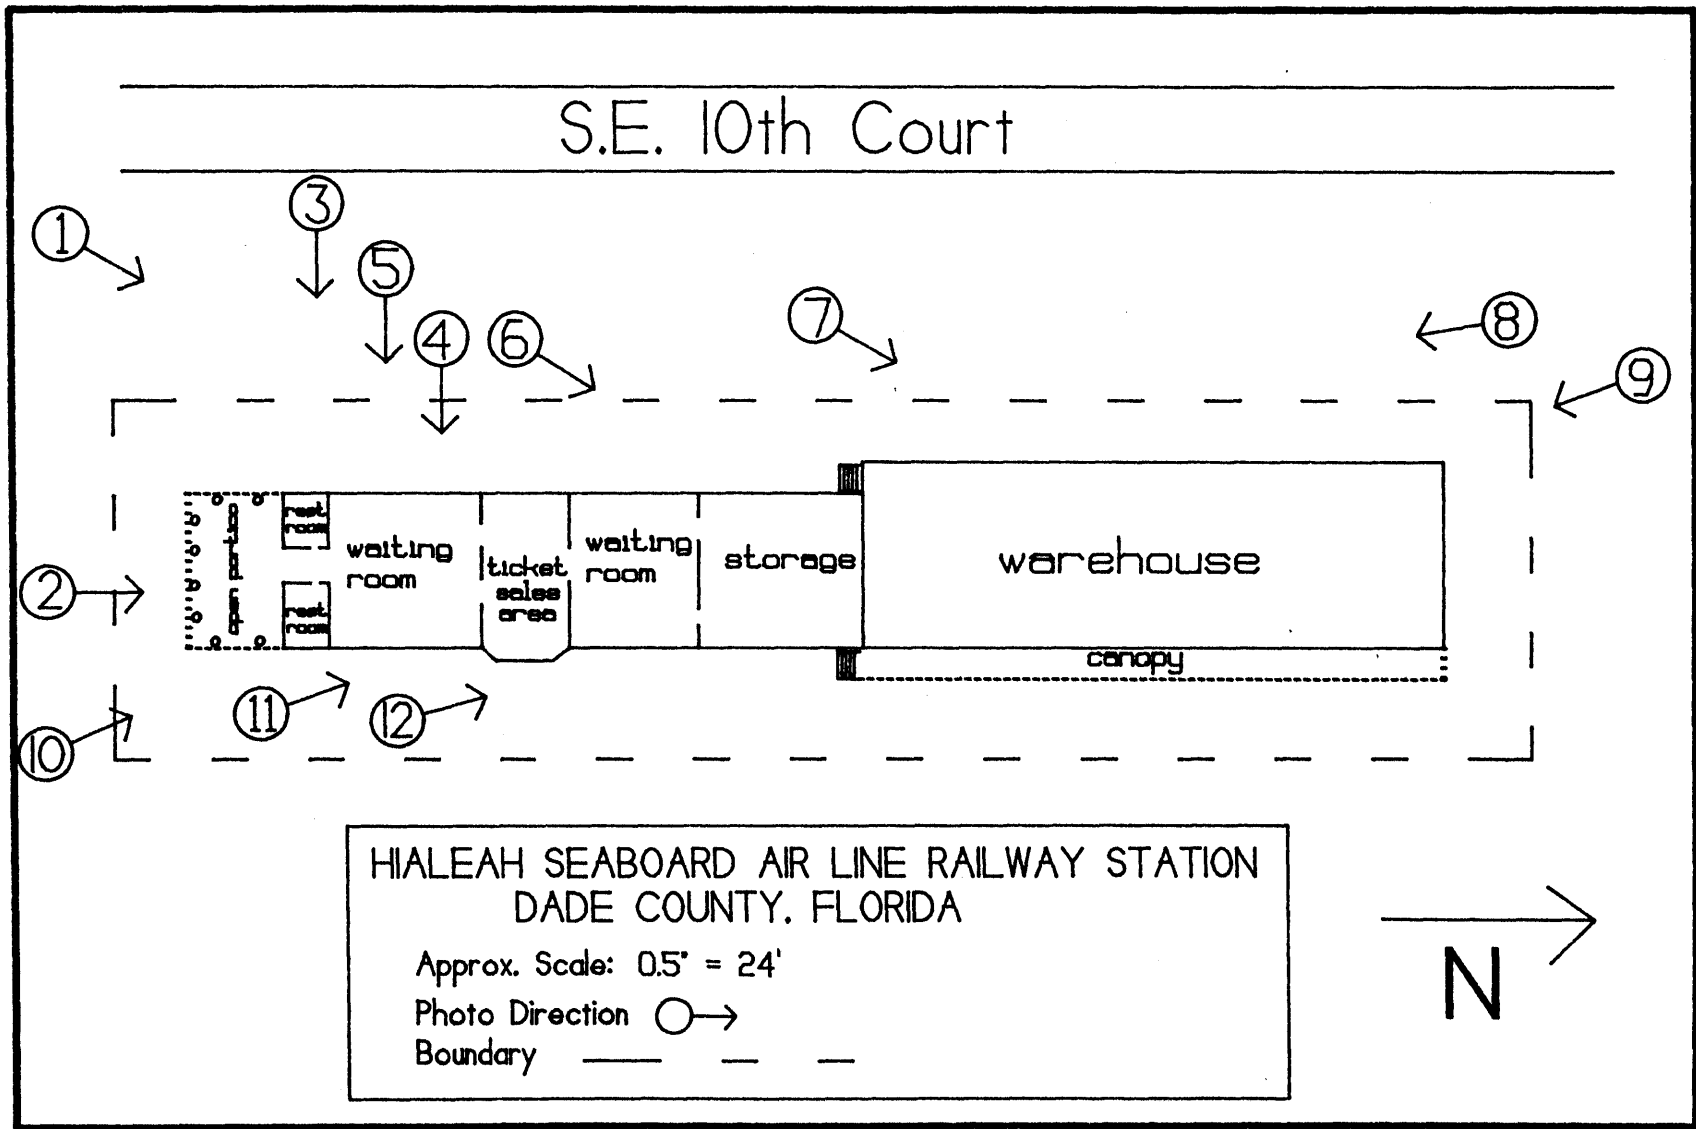 S.E. 10th Court
1
3
5
4
6
7
8
9
2
open portico
rest
room
rest
room
waiting
room
ticket
sales
area
waiting
room
storage
warehouse
canopy
10
11
12
HIALEAH SEABOARD AIR LINE RAILWAY STATION
DADE COUNTY. FLORIDA
Approx. Scale: 0.5" = 24'
Photo Direction
Boundary
N